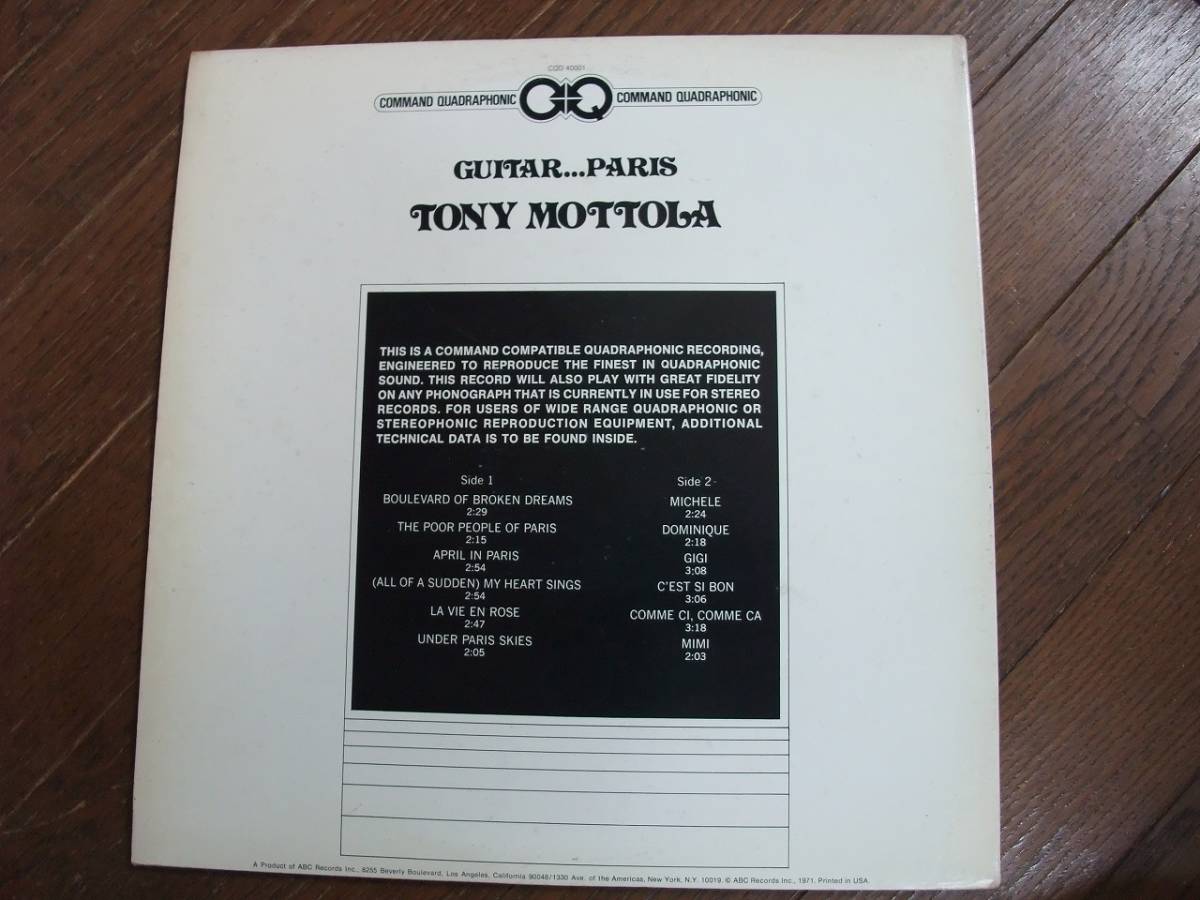 CQD 40001
COMMAND QUADRAPHONIC CQ COMMAND QUADRAPHONIC
GUITAR...PARIS
TONY MOTTOLA
THIS IS A COMMAND COMPATIBLE QUADRAPHONIC RECORDING,
ENGINEERED TO REPRODUCE THE FINEST IN QUADRAPHONIC
SOUND. THIS RECORD WILL ALSO PLAY WITH GREAT FIDELITY
ON ANY PHONOGRAPH THAT IS CURRENTLY IN USE FOR STEREO
RECORDS. FOR USERS OF WIDE RANGE QUADRAPHONIC OR
STEREOPHONIC REPRODUCTION EQUIPMENT, ADDITIONAL
TECHNICAL DATA IS TO BE FOUND INSIDE.
Side 1
BOULEVARD OF BROKEN DREAMS
2:29
THE POOR PEOPLE OF PARIS
2:15
APRIL IN PARIS
2:54
(ALL OF A SUDDEN) MY HEART SINGS
2:54
LA VIE EN ROSE
2:47
UNDER PARIS SKIES
2:05
Side 2
MICHELE
2:24
DOMINIQUE
2:18
GIGI
3:08
C'EST SI BON
3:06
COMME CI, COMME CA
3:18
MIMI
2:03
A Product of ABC Records Inc., 8255 Beverly Boulevard, Los Angeles, California 90048/1330 Ave. of the Americas, New York, N.Y. 10019. © ABC Records Inc., 1971. Printed in USA.